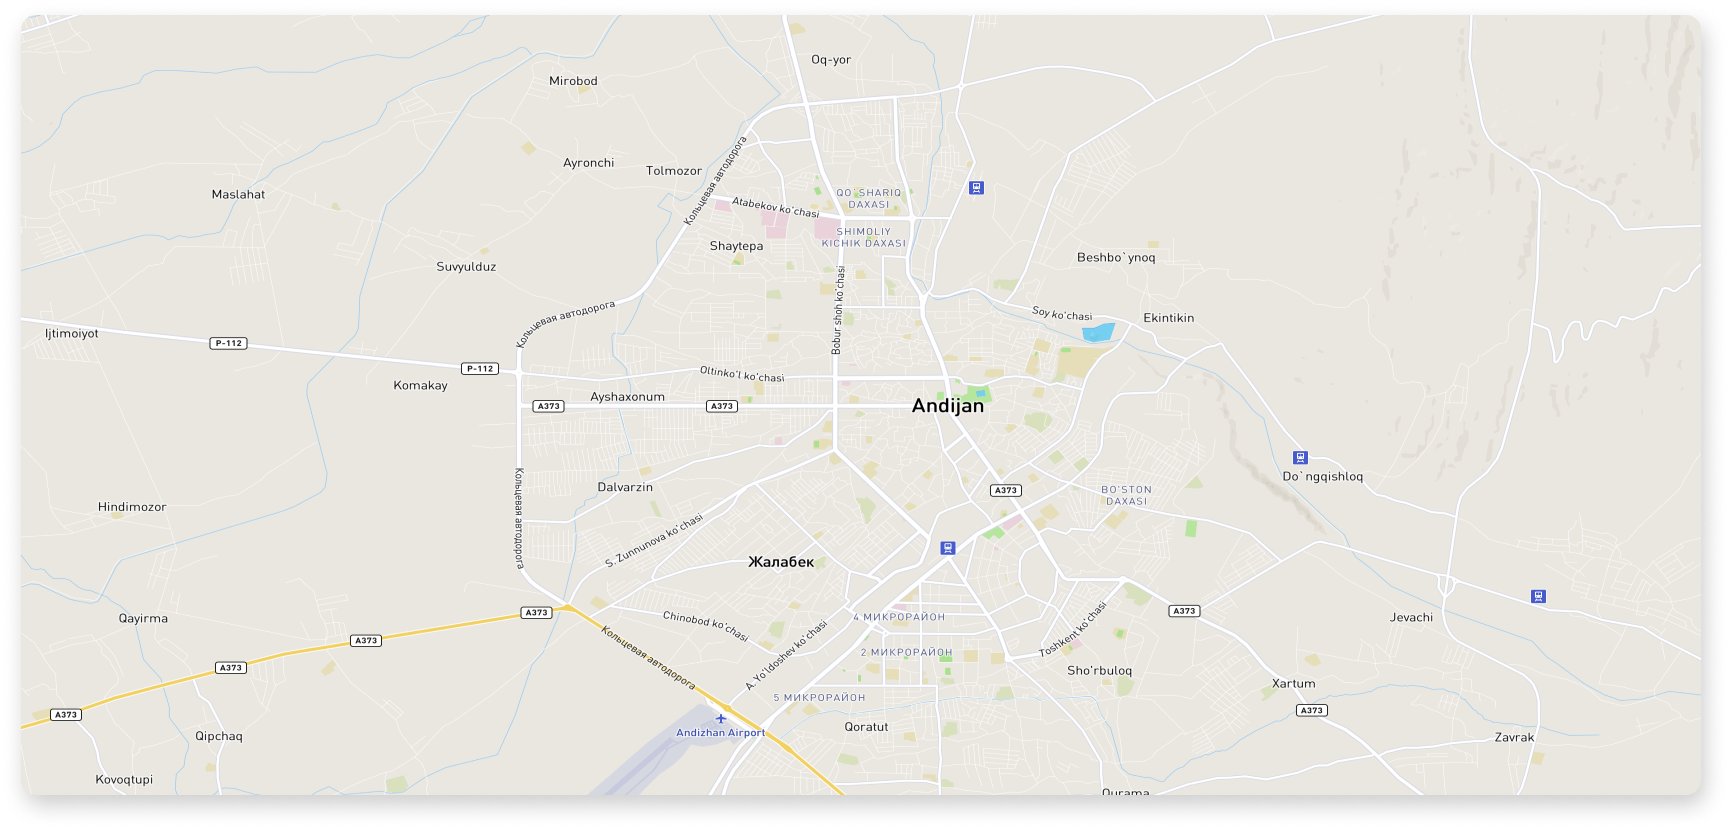 Oq-yor
Mirobod
Ayronchi
Tolmozor
Maslahat
Кольцевая автодорога
QO'SHARIQ
DAXASI
Atabekov ko'chasi
SHIMOLIY
KICHIK DAXASI
Shaytepa
Beshbo`ynoq
Suvyulduz
Bobur shoh ko'chasi
Кольцевая автодорога
Soy ko'chasi
Ekintikin
Ijtimoiyot
P-112
P-112
Oltinko'l ko'chasi
Komakay
Ayshaxonum
A373
A373
Andijan
Do`ngqishloq
Dalvarzin
A373
BO'STON
DAXASI
Hindimozor
Кольцевая автодорога
S. Zunnunova ko'chasi
Жалабек
Qayirma
A373
Chinobod ko'chasi
4 МИКРОРАЙОН
A373
Jevachi
A373
Кольцевая автодорога
A. Yo'ldoshev ko'chasi
2 МИКРОРАЙОН
Toshkent ko'chasi
A373
Sho'rbuloq
Xartum
5 МИКРОРАЙОН
A373
A373
Andizhan Airport
Qoratut
Qipchaq
Zavrak
Kovoqtupi
Qurama